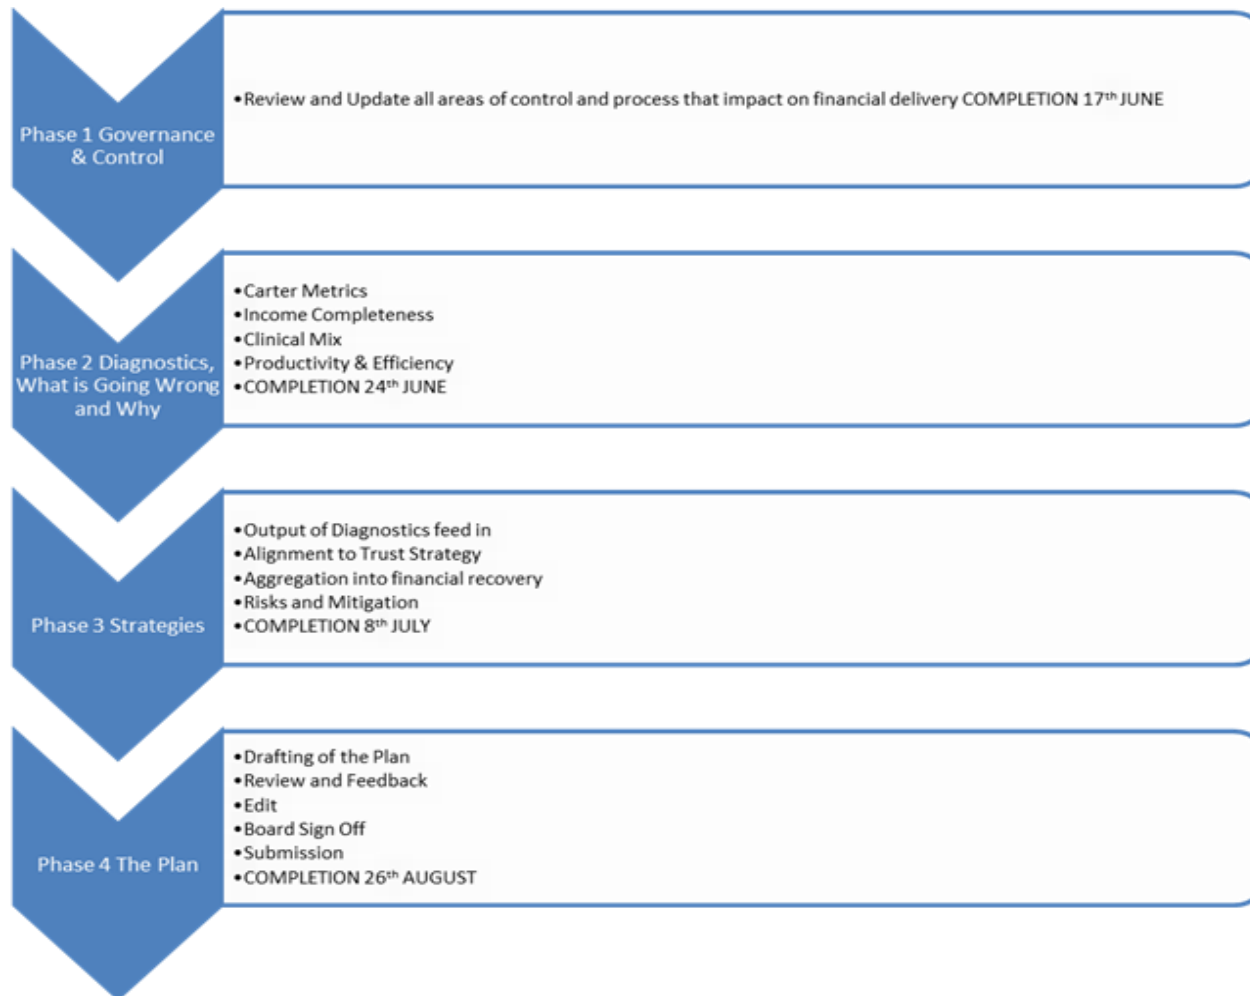 Phase 1 Governance
& Control
•Review and Update all areas of control and process that impact on financial delivery COMPLETION 17th JUNE
Phase 2 Diagnostics,
What is Going Wrong
and Why
•Carter Metrics
•Income Completeness
•Clinical Mix
•Productivity & Efficiency
•COMPLETION 24th JUNE
Phase 3 Strategies
•Output of Diagnostics feed in
•Alignment to Trust Strategy
•Aggregation into financial recovery
•Risks and Mitigation
•COMPLETION 8th JULY
Phase 4 The Plan
•Drafting of the Plan
•Review and Feedback
•Edit
•Board Sign Off
•Submission
•COMPLETION 26th AUGUST